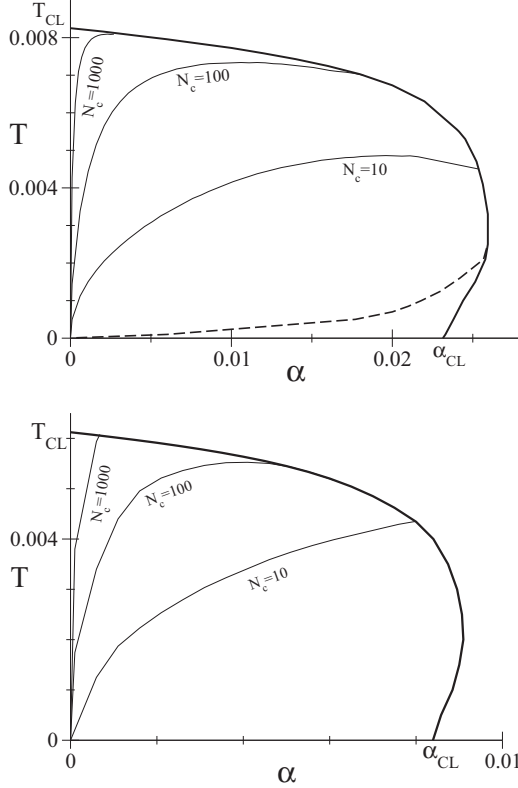 T_CL
0.008
N_c=1000
N_c=100
T
N_c=10
0.004
0
0 0.01 0.02 α_CL
α
T_CL
N_c=1000
N_c=100
0.004
T
N_c=10
0
0 α_CL 0.01
α